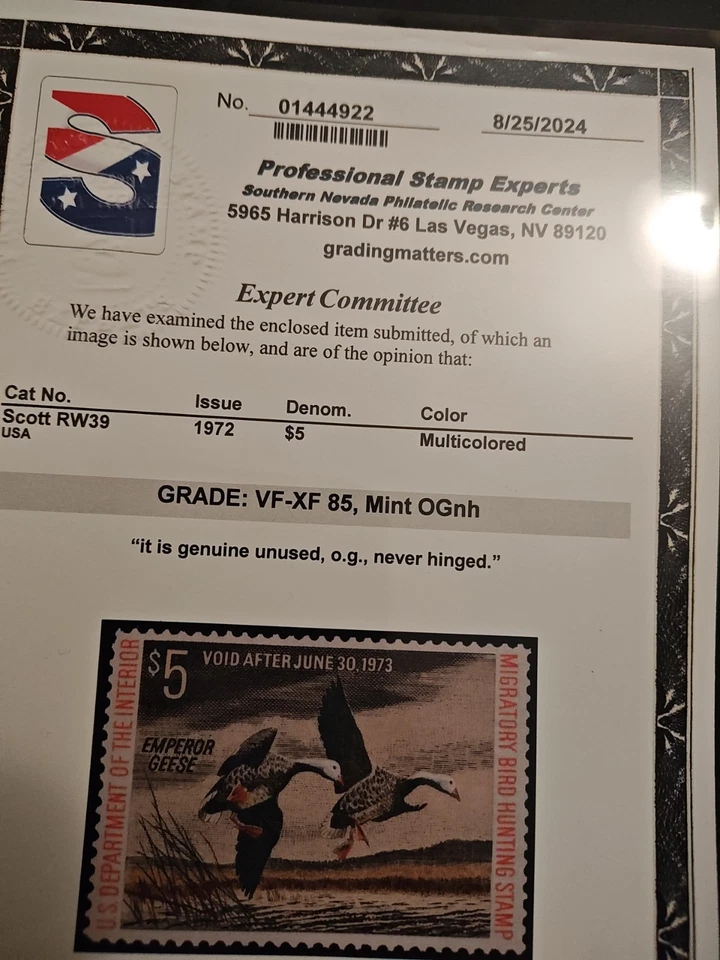 No. 01444922
8/25/2024
Professional Stamp Experts
Southern Nevada Philatelic Research Center
5965 Harrison Dr #6 Las Vegas, NV 89120
gradingmatters.com
Expert Committee
We have examined the enclosed item submitted, of which an
image is shown below, and are of the opinion that:
Cat No. Issue Denom. Color
Scott RW39 1972 $5 Multicolored
USA
GRADE: VF-XF 85, Mint OGnh
“it is genuine unused, o.g., never hinged.”
$5 VOID AFTER JUNE 30, 1973
EMPEROR
GEESE
U.S. DEPARTMENT OF THE INTERIOR
MIGRATORY BIRD HUNTING STAMP